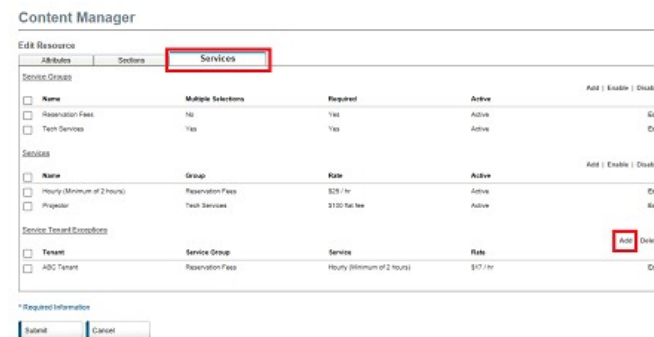 Content Manager
Edit Resource
Attributes Sections Services
Service Groups
Add | Enable | Disab
Name Multiple Selections Required Active
Reservation Fees No Yes Active E
Tech Services Yes Yes Active E
Services
Add | Enable | Disab
Name Group Rate Active
Hourly (Minimum of 2 hours) Reservation Fees $25 / hr Active E
Projector Tech Services $100 flat fee Active E
Service Tenant Exceptions
Add Dele
Tenant Service Group Service Rate
ABC Tenant Reservation Fees Hourly (Minimum of 2 hours) $17 / hr E
* Required Information
Submit Cancel